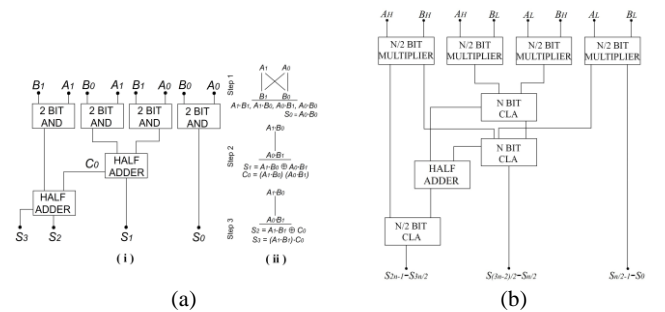 B1 A1 B0 A1 B1 A0 B0 A0
2 BIT AND
2 BIT AND
2 BIT AND
2 BIT AND
C0
HALF ADDER
HALF ADDER
S3 S2 S1 S0
( i )
Step 1
A1 A0
B1 B0
A1·B1, A1·B0, A0·B1, A0·B0
S0 = A0·B0
Step 2
A1·B0
A0·B1
S1 = A1·B0 ⊕ A0·B1
C0 = (A1·B0) (A0·B1)
Step 3
A1·B0
A0·B1
S2 = A1·B1 ⊕ C0
S3 = (A1·B1)·C0
( ii )
(a)
AH BH AH BL AL BH AL BL
N/2 BIT MULTIPLIER
N/2 BIT MULTIPLIER
N/2 BIT MULTIPLIER
N/2 BIT MULTIPLIER
N BIT CLA
N BIT CLA
HALF ADDER
N/2 BIT CLA
S2n-1-S3n/2 S(3n-2)/2-Sn/2 Sn/2-1-S0
(b)